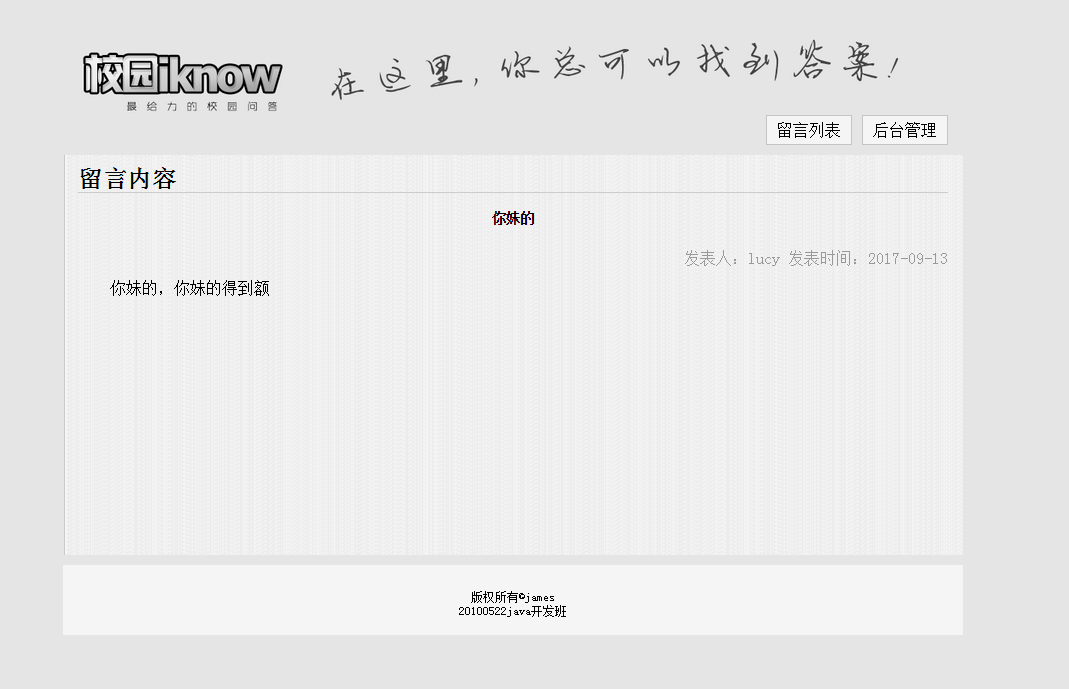 校园iknow
最给力的校园问答
在这里，你总可以找到答案！
留言列表 后台管理
留言内容
你妹的
发表人：lucy 发表时间：2017-09-13
你妹的，你妹的得到额
版权所有©james
20100522java开发班